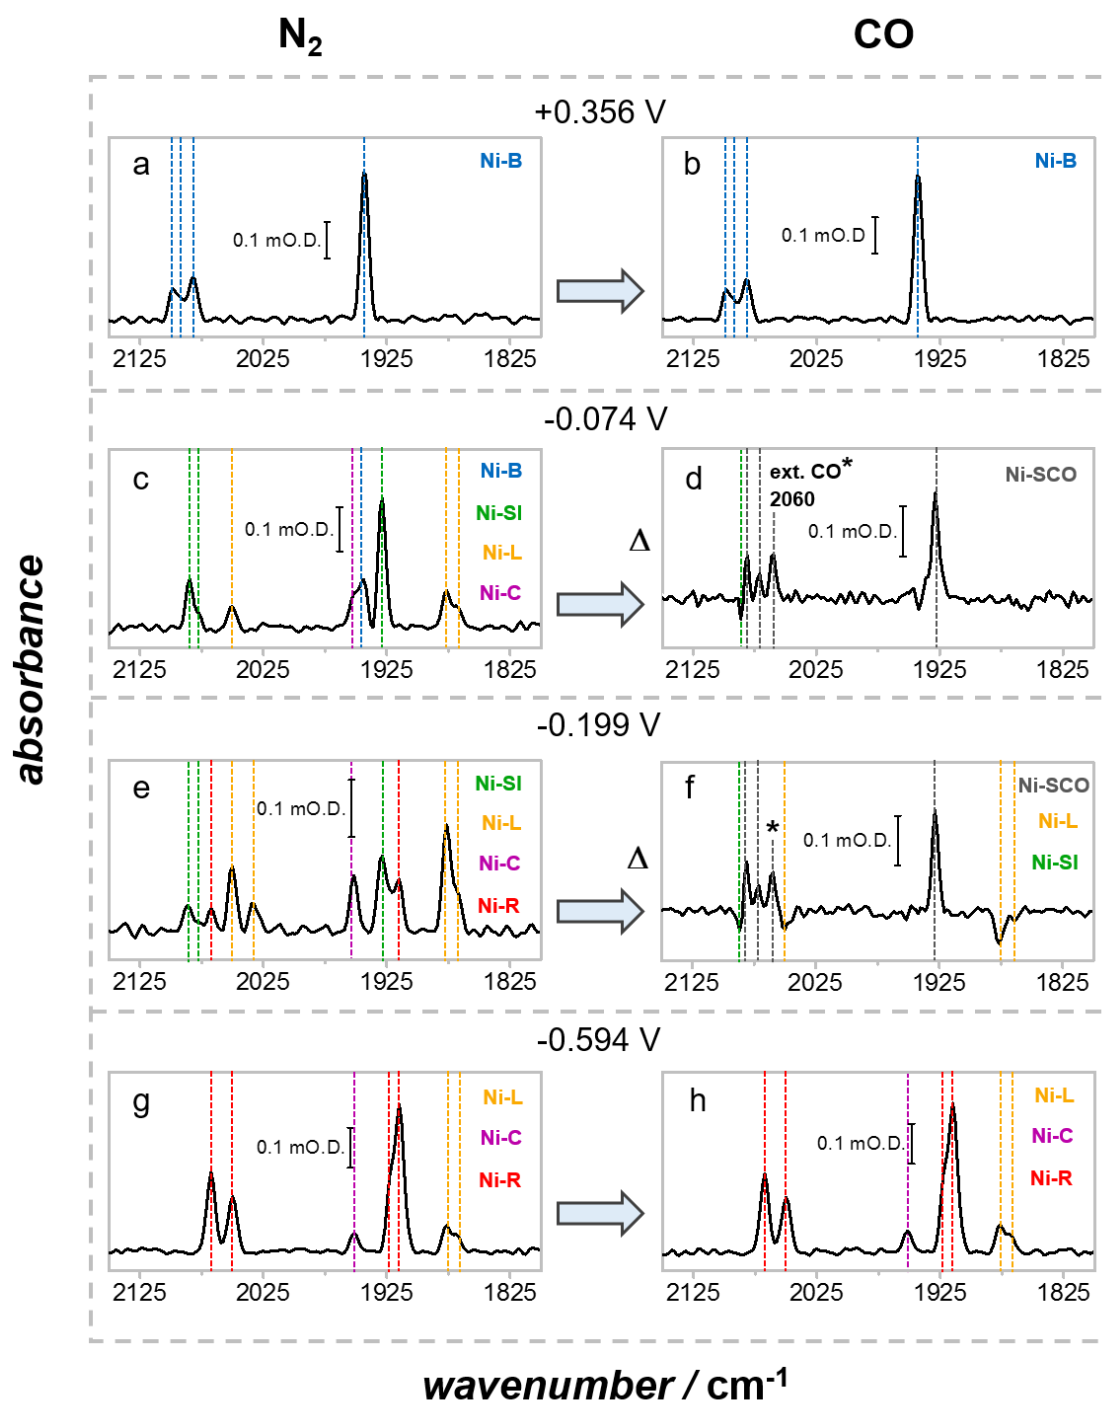 N2
CO
+0.356 V
a
Ni-B
0.1 mO.D.
2125 2025 1925 1825
b
Ni-B
0.1 mO.D
2125 2025 1925 1825
-0.074 V
c
Ni-B
Ni-SI
Ni-L
Ni-C
0.1 mO.D.
2125 2025 1925 1825
Δ
d
ext. CO*
2060
Ni-SCO
0.1 mO.D.
2125 2025 1925 1825
-0.199 V
e
Ni-SI
Ni-L
Ni-C
Ni-R
0.1 mO.D.
2125 2025 1925 1825
Δ
f
*
Ni-SCO
Ni-L
Ni-SI
0.1 mO.D.
2125 2025 1925 1825
-0.594 V
g
Ni-L
Ni-C
Ni-R
0.1 mO.D.
2125 2025 1925 1825
h
Ni-L
Ni-C
Ni-R
0.1 mO.D.
2125 2025 1925 1825
absorbance
wavenumber / cm-1